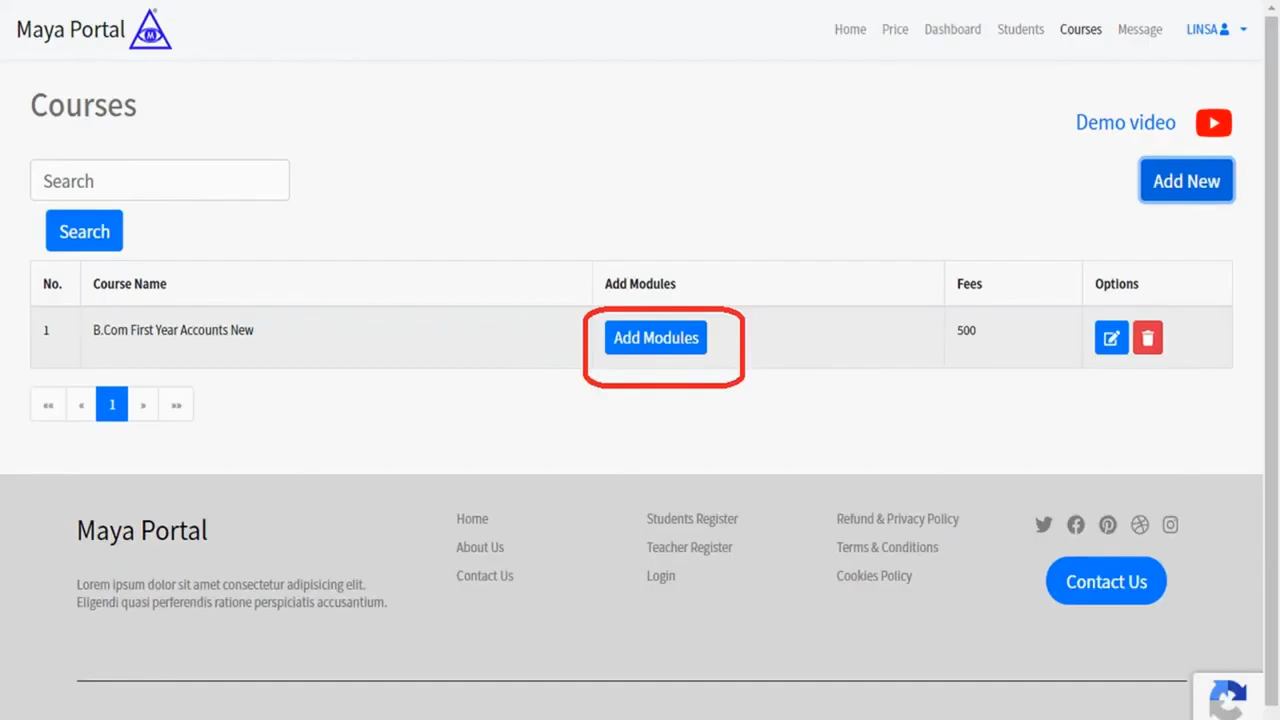 Maya Portal M Home Price Dashboard Students Courses Message LINSA
Courses
Demo video
Search Add New
Search
No. Course Name Add Modules Fees Options
1 B.Com First Year Accounts New Add Modules 500
«« « 1 » »»
Maya Portal
Lorem ipsum dolor sit amet consectetur adipisicing elit.
Eligendi quasi perferendis ratione perspiciatis accusantium.
Home
About Us
Contact Us
Students Register
Teacher Register
Login
Refund & Privacy Policy
Terms & Conditions
Cookies Policy
Contact Us